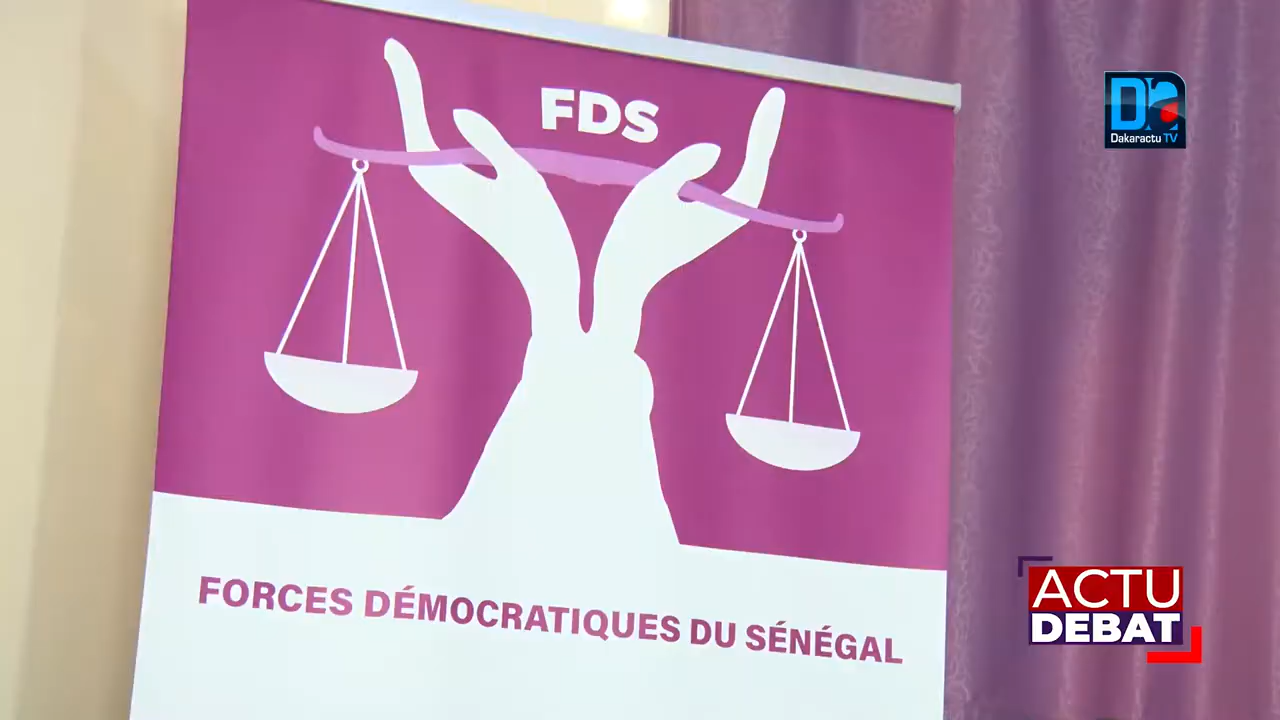 FDS
Dakaractu TV
FORCES DÉMOCRATIQUES DU SÉNÉGAL
ACTU
DEBAT